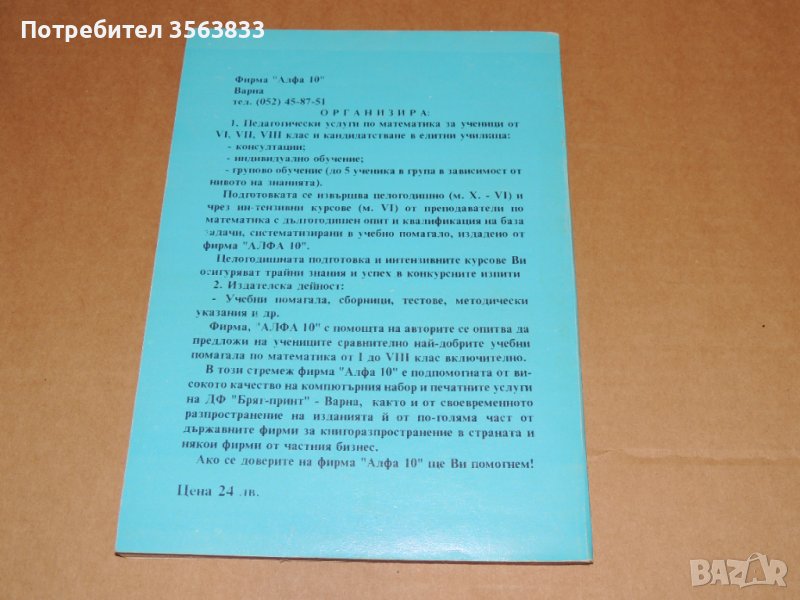 Потребител 3563833
Фирма "Алфа 10"
Варна
тел. (052) 45-87-51
ОРГАНИЗИРА:
1. Педагогически услуги по математика за ученици от
VI, VII, VIII клас и кандидатстване в елитни училища:
- консултации;
- индивидуално обучение;
- групово обучение (до 5 ученика в група в зависимост от
нивото на знанията).
Подготовката се извършва целогодишно (м. X. - VI) и
чрез ин-тензивни курсове (м. VI) от преподаватели по
математика с дългогодишен опит и квалификация на база
задачи, систематизирани в учебно помагало, издадено от
фирма "АЛФА 10".
Целогодишната подготовка и интензивните курсове Ви
осигуряват трайни знания и успех в конкурсните изпити
2. Издателска дейност:
- Учебни помагала, сборници, тестове, методически
указания и др.
Фирма, "АЛФА 10" с помощта на авторите се опитва да
предложи на учениците сравнително най-добрите учебни
помагала по математика от I до VIII клас включително.
В този стремеж фирма "Алфа 10" е подпомогната от ви-
сокото качество на компютърния набор и печатните услуги
на ДФ "Бряг-принт" - Варна, както и от своевременното
разпространение на изданията й от по-голяма част от
държавните фирми за книгоразпространение в страната и
някои фирми от частния бизнес.
Ако се доверите на фирма "Алфа 10" ще Ви помогнем!
Цена 24 лв.
BAZAR